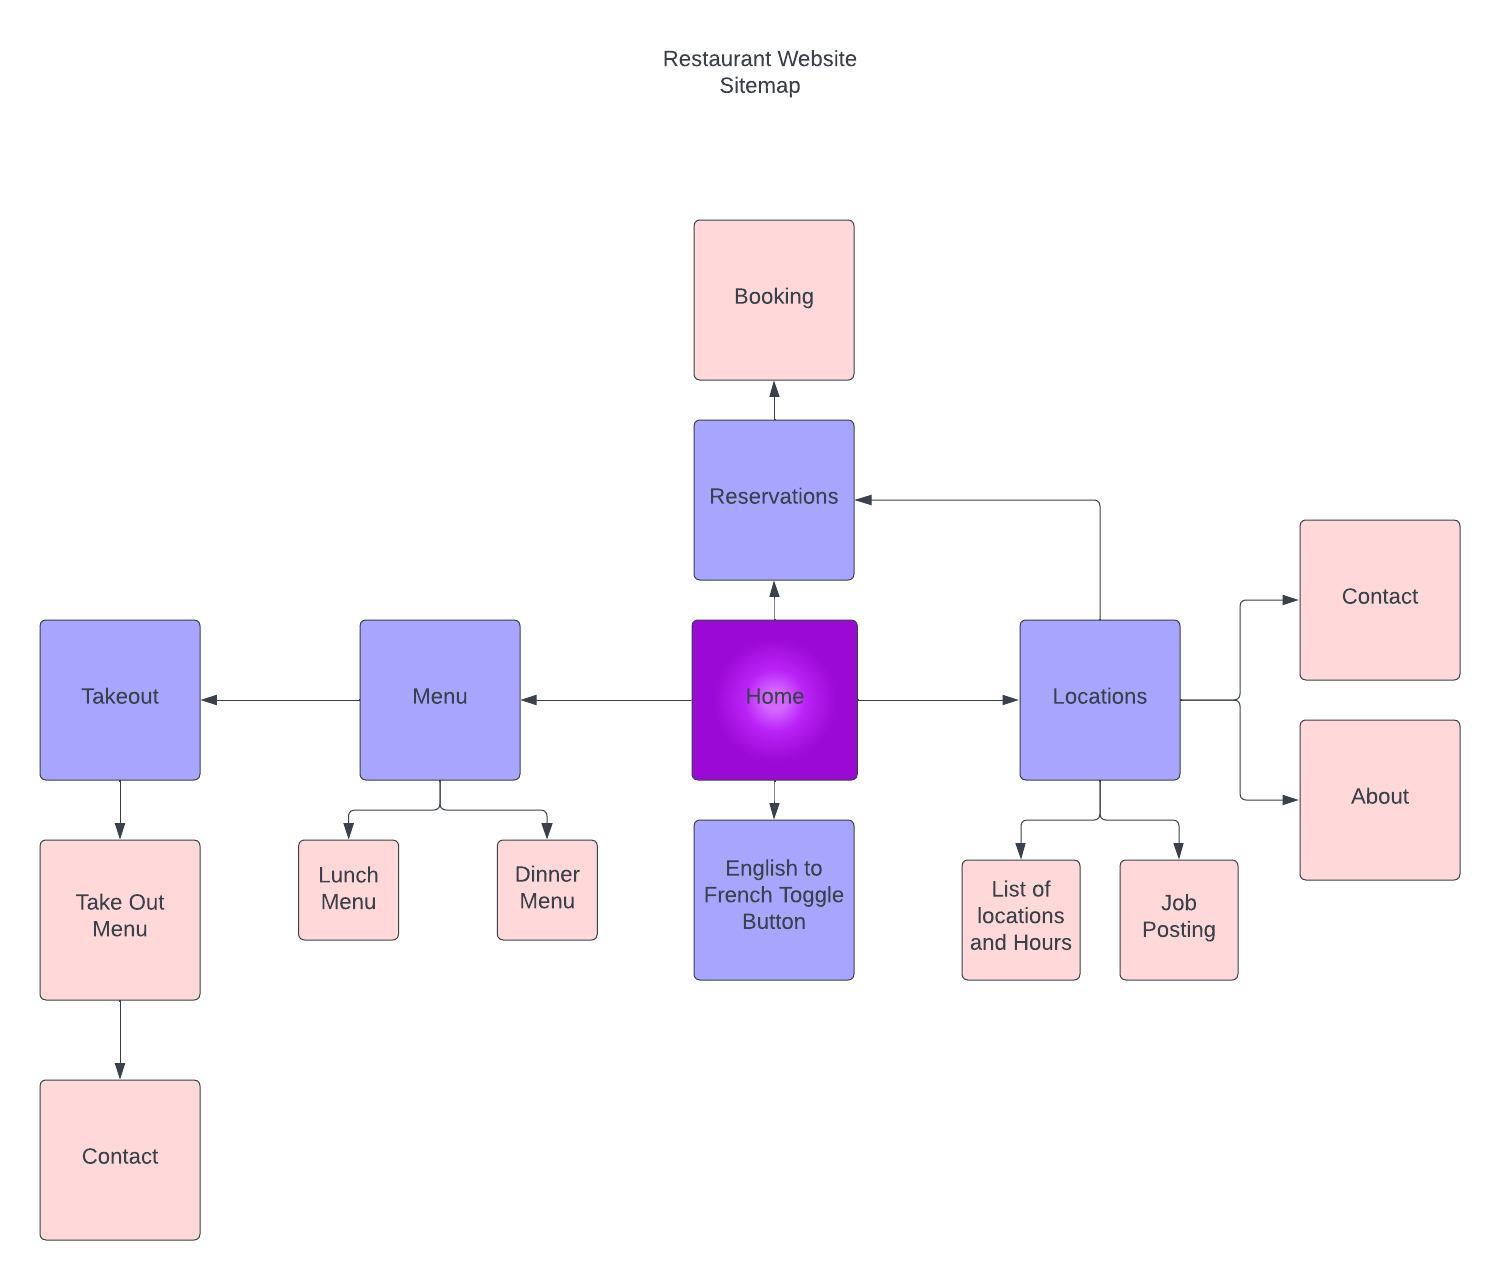 Restaurant Website
Sitemap
Booking
Reservations
Contact
Takeout
Menu
Home
Locations
About
Lunch
Menu
Dinner
Menu
English to
French Toggle
Button
List of
locations
and Hours
Job
Posting
Take Out
Menu
Contact